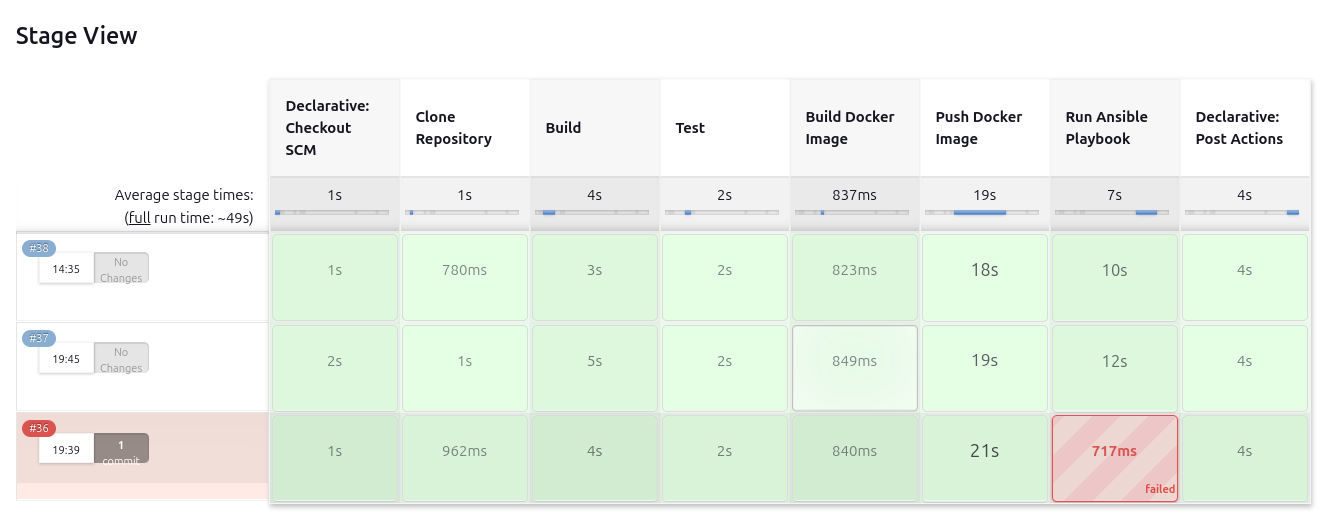 Stage View
Declarative:
Checkout
SCM
Clone
Repository
Build
Test
Build Docker
Image
Push Docker
Image
Run Ansible
Playbook
Declarative:
Post Actions
Average stage times:
(full run time: ~49s)
1s
1s
4s
2s
837ms
19s
7s
4s
#38
14:35
No
Changes
1s
780ms
3s
2s
823ms
18s
10s
4s
#37
19:45
No
Changes
2s
1s
5s
2s
849ms
19s
12s
4s
#36
19:39
1
commit
1s
962ms
4s
2s
840ms
21s
717ms
failed
4s